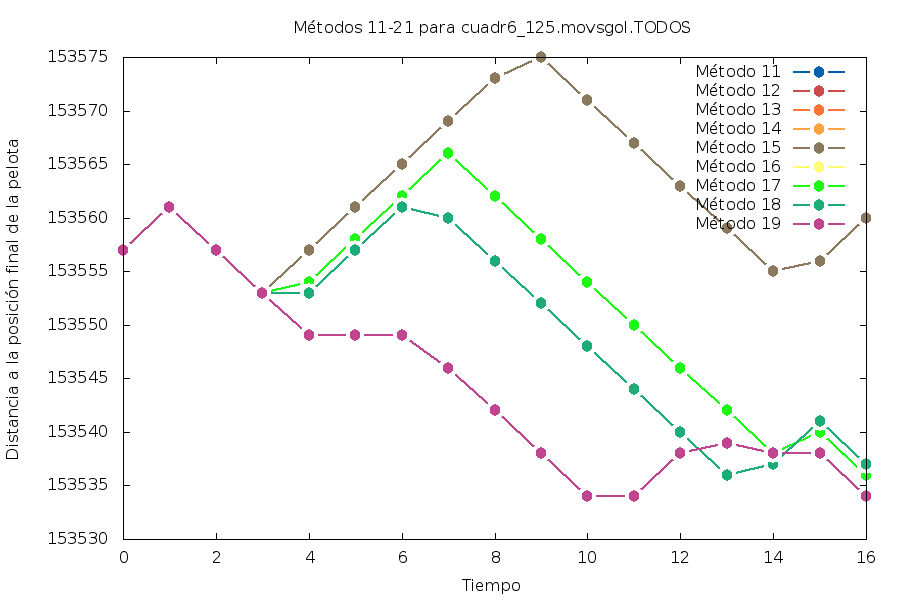 Métodos 11-21 para cuadr6_125.movsgol.TODOS
153575
153570
153565
153560
153555
153550
153545
153540
153535
153530
Distancia a la posición final de la pelota
Método 11
Método 12
Método 13
Método 14
Método 15
Método 16
Método 17
Método 18
Método 19
0 2 4 6 8 10 12 14 16
Tiempo